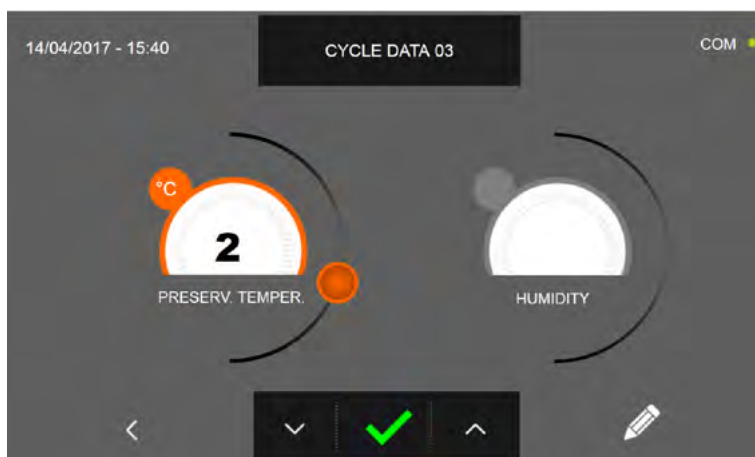 14/04/2017 - 15:40
CYCLE DATA 03
COM
°C
2
PRESERV. TEMPER.
HUMIDITY